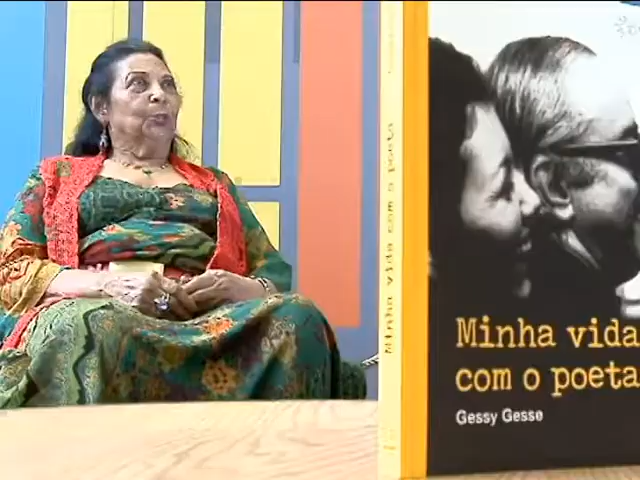 Minha vida com o poeta
Minha vida
com o poeta
Gessy Gesse